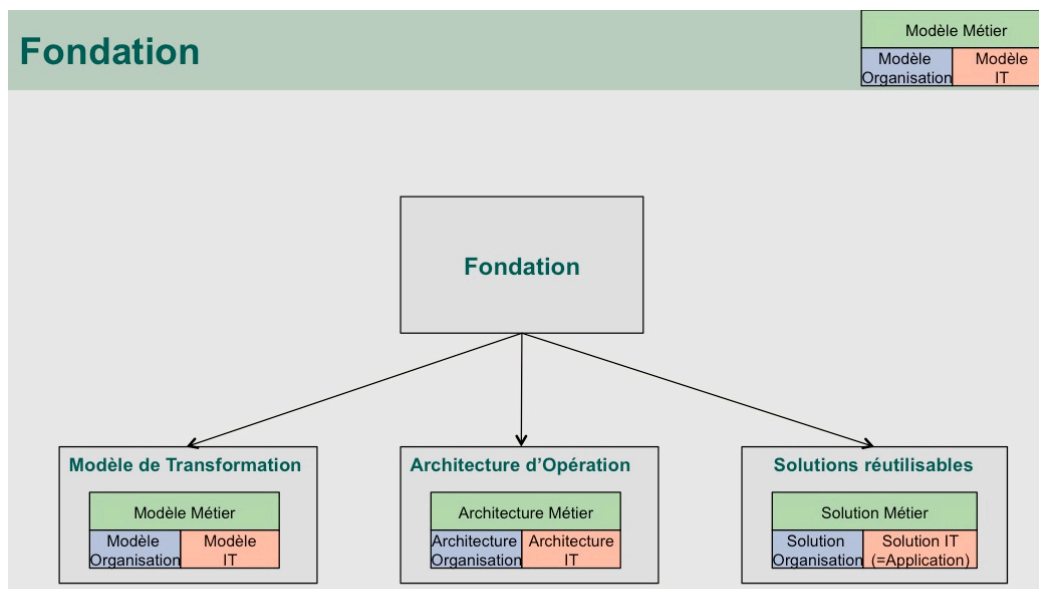 Fondation
Modèle Métier
Modèle
Organisation
Modèle
IT
Fondation
Modèle de Transformation
Modèle Métier
Modèle
Organisation
Modèle
IT
Architecture d’Opération
Architecture Métier
Architecture
Organisation
Architecture
IT
Solutions réutilisables
Solution Métier
Solution
Organisation
Solution IT
(=Application)